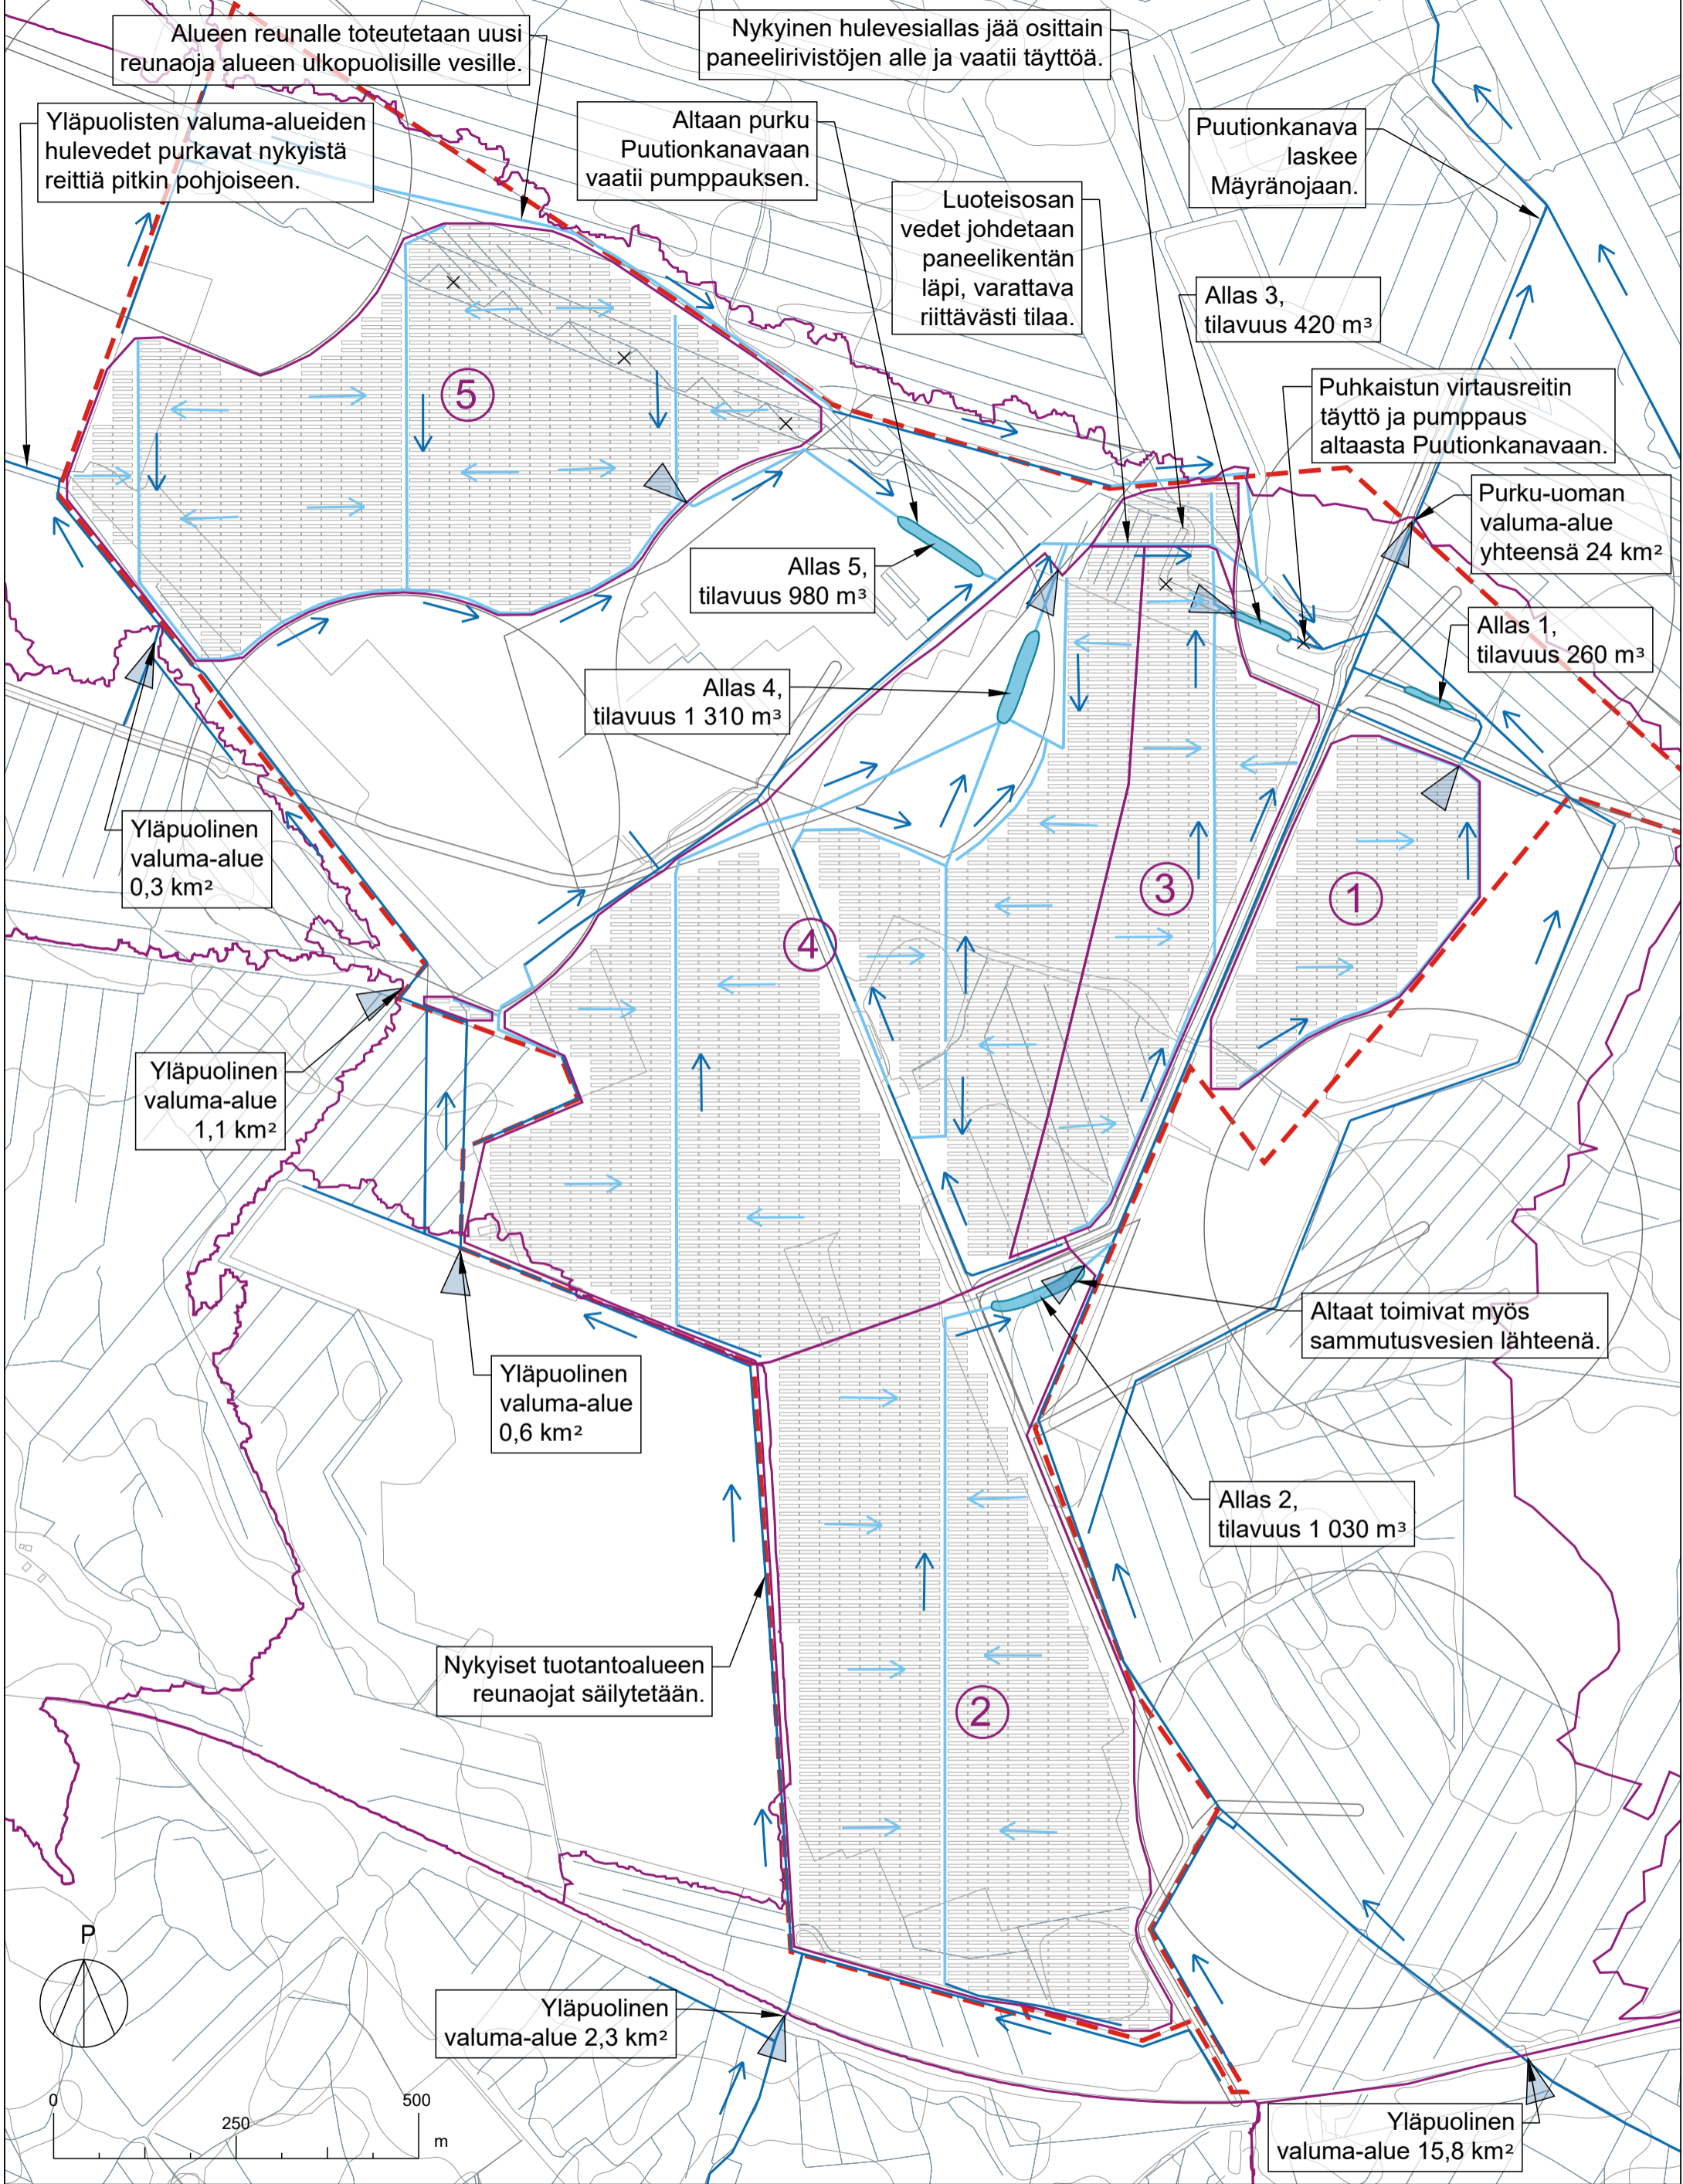 Alueen reunalle toteutetaan uusi
reunaoja alueen ulkopuolisille vesille.
Nykyinen hulevesiallas jää osittain
paneelirivistöjen alle ja vaatii täyttöä.
Yläpuolisten valuma-alueiden
hulevedet purkavat nykyistä
reittiä pitkin pohjoiseen.
Altaan purku
Puutionkanavaan
vaatii pumppauksen.
Puutionkanava
laskee
Mäyränojaan.
Luoteisosan
vedet johdetaan
paneelikentän
läpi, varattava
riittävästi tilaa.
Allas 3,
tilavuus 420 m³
Puhkaistun virtausreitin
täyttö ja pumppaus
altaasta Puutionkanavaan.
5
Purku-uoman
valuma-alue
yhteensä 24 km²
Allas 5,
tilavuus 980 m³
Allas 1,
tilavuus 260 m³
Allas 4,
tilavuus 1 310 m³
Yläpuolinen
valuma-alue
0,3 km²
3
1
4
Yläpuolinen
valuma-alue
1,1 km²
Altaat toimivat myös
sammutusvesien lähteenä.
Yläpuolinen
valuma-alue
0,6 km²
Allas 2,
tilavuus 1 030 m³
Nykyiset tuotantoalueen
reunaojat säilytetään.
2
P
Yläpuolinen
valuma-alue 2,3 km²
0
250
500
m
Yläpuolinen
valuma-alue 15,8 km²